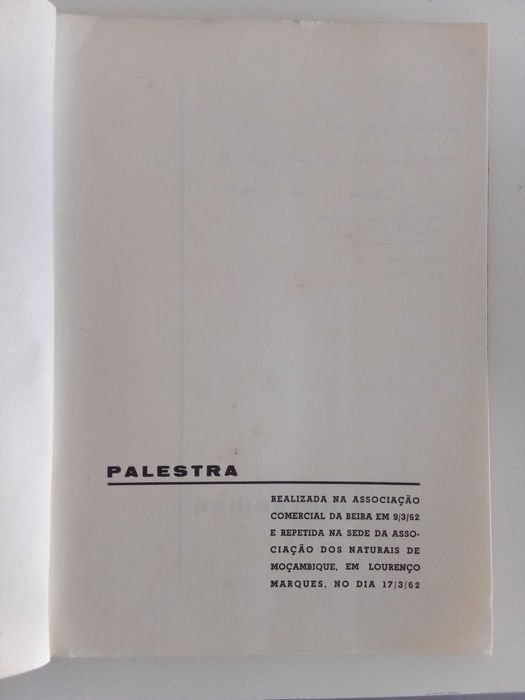 PALESTRA
REALIZADA NA ASSOCIAÇÃO
COMERCIAL DA BEIRA EM 9/3/62
E REPETIDA NA SEDE DA ASSO-
CIAÇÃO DOS NATURAIS DE
MOÇAMBIQUE, EM LOURENÇO
MARQUES, NO DIA 17/3/62